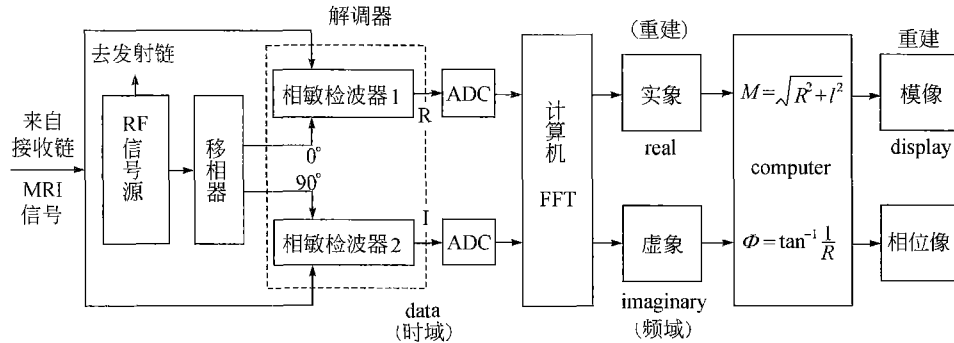 解调器
去发射链
来自
接收链
MRI
信号
RF
信
号
源
移
相
器
0°
90°
相敏检波器1
R
相敏检波器2
I
ADC
ADC
data
(时域)
计
算
机
FFT
(重建)
实象
real
虚象
imaginary
(频域)
M=√R²+l²
computer
Φ=tan⁻¹ 1/R
重建
模像
display
相位像